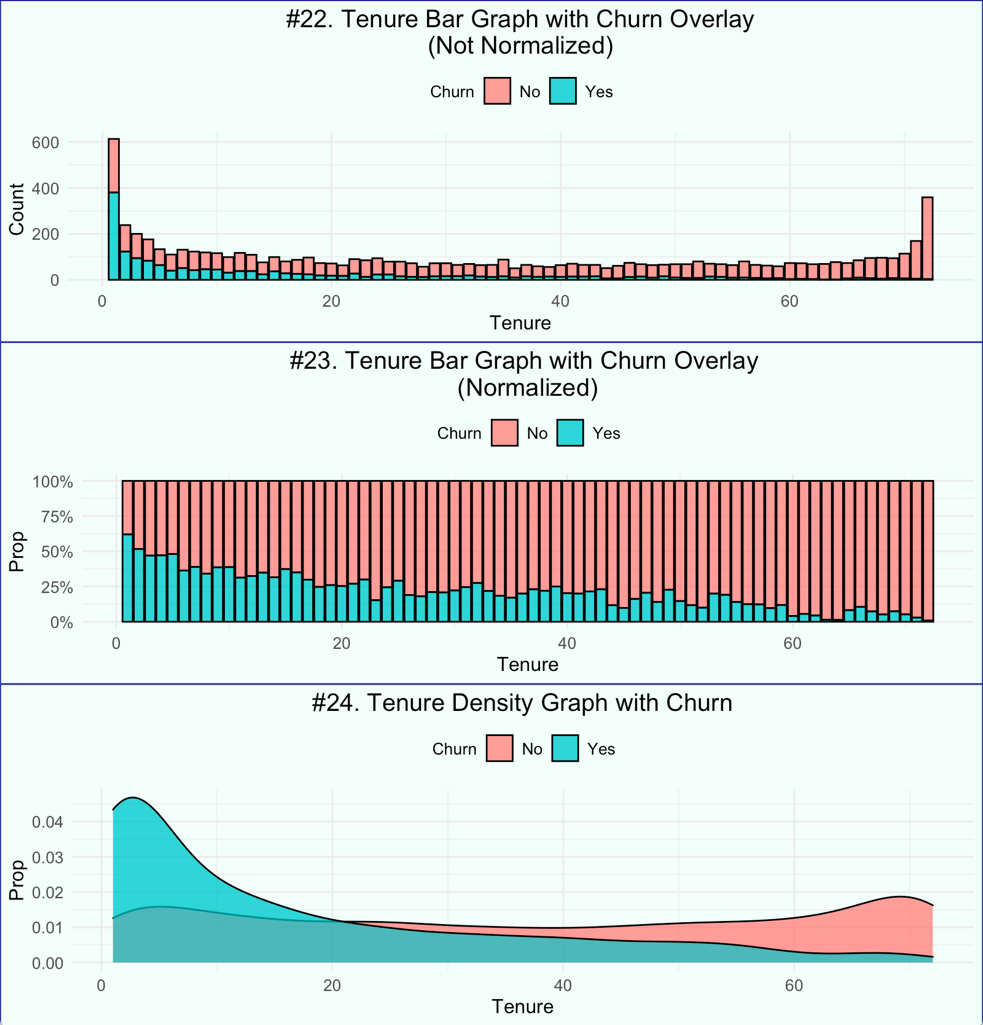 #22. Tenure Bar Graph with Churn Overlay
(Not Normalized)
Churn No Yes
600
400
200
0
Count
0 20 40 60
Tenure
#23. Tenure Bar Graph with Churn Overlay
(Normalized)
Churn No Yes
100%
75%
50%
25%
0%
Prop
0 20 40 60
Tenure
#24. Tenure Density Graph with Churn
Churn No Yes
0.04
0.03
0.02
0.01
0.00
Prop
0 20 40 60
Tenure